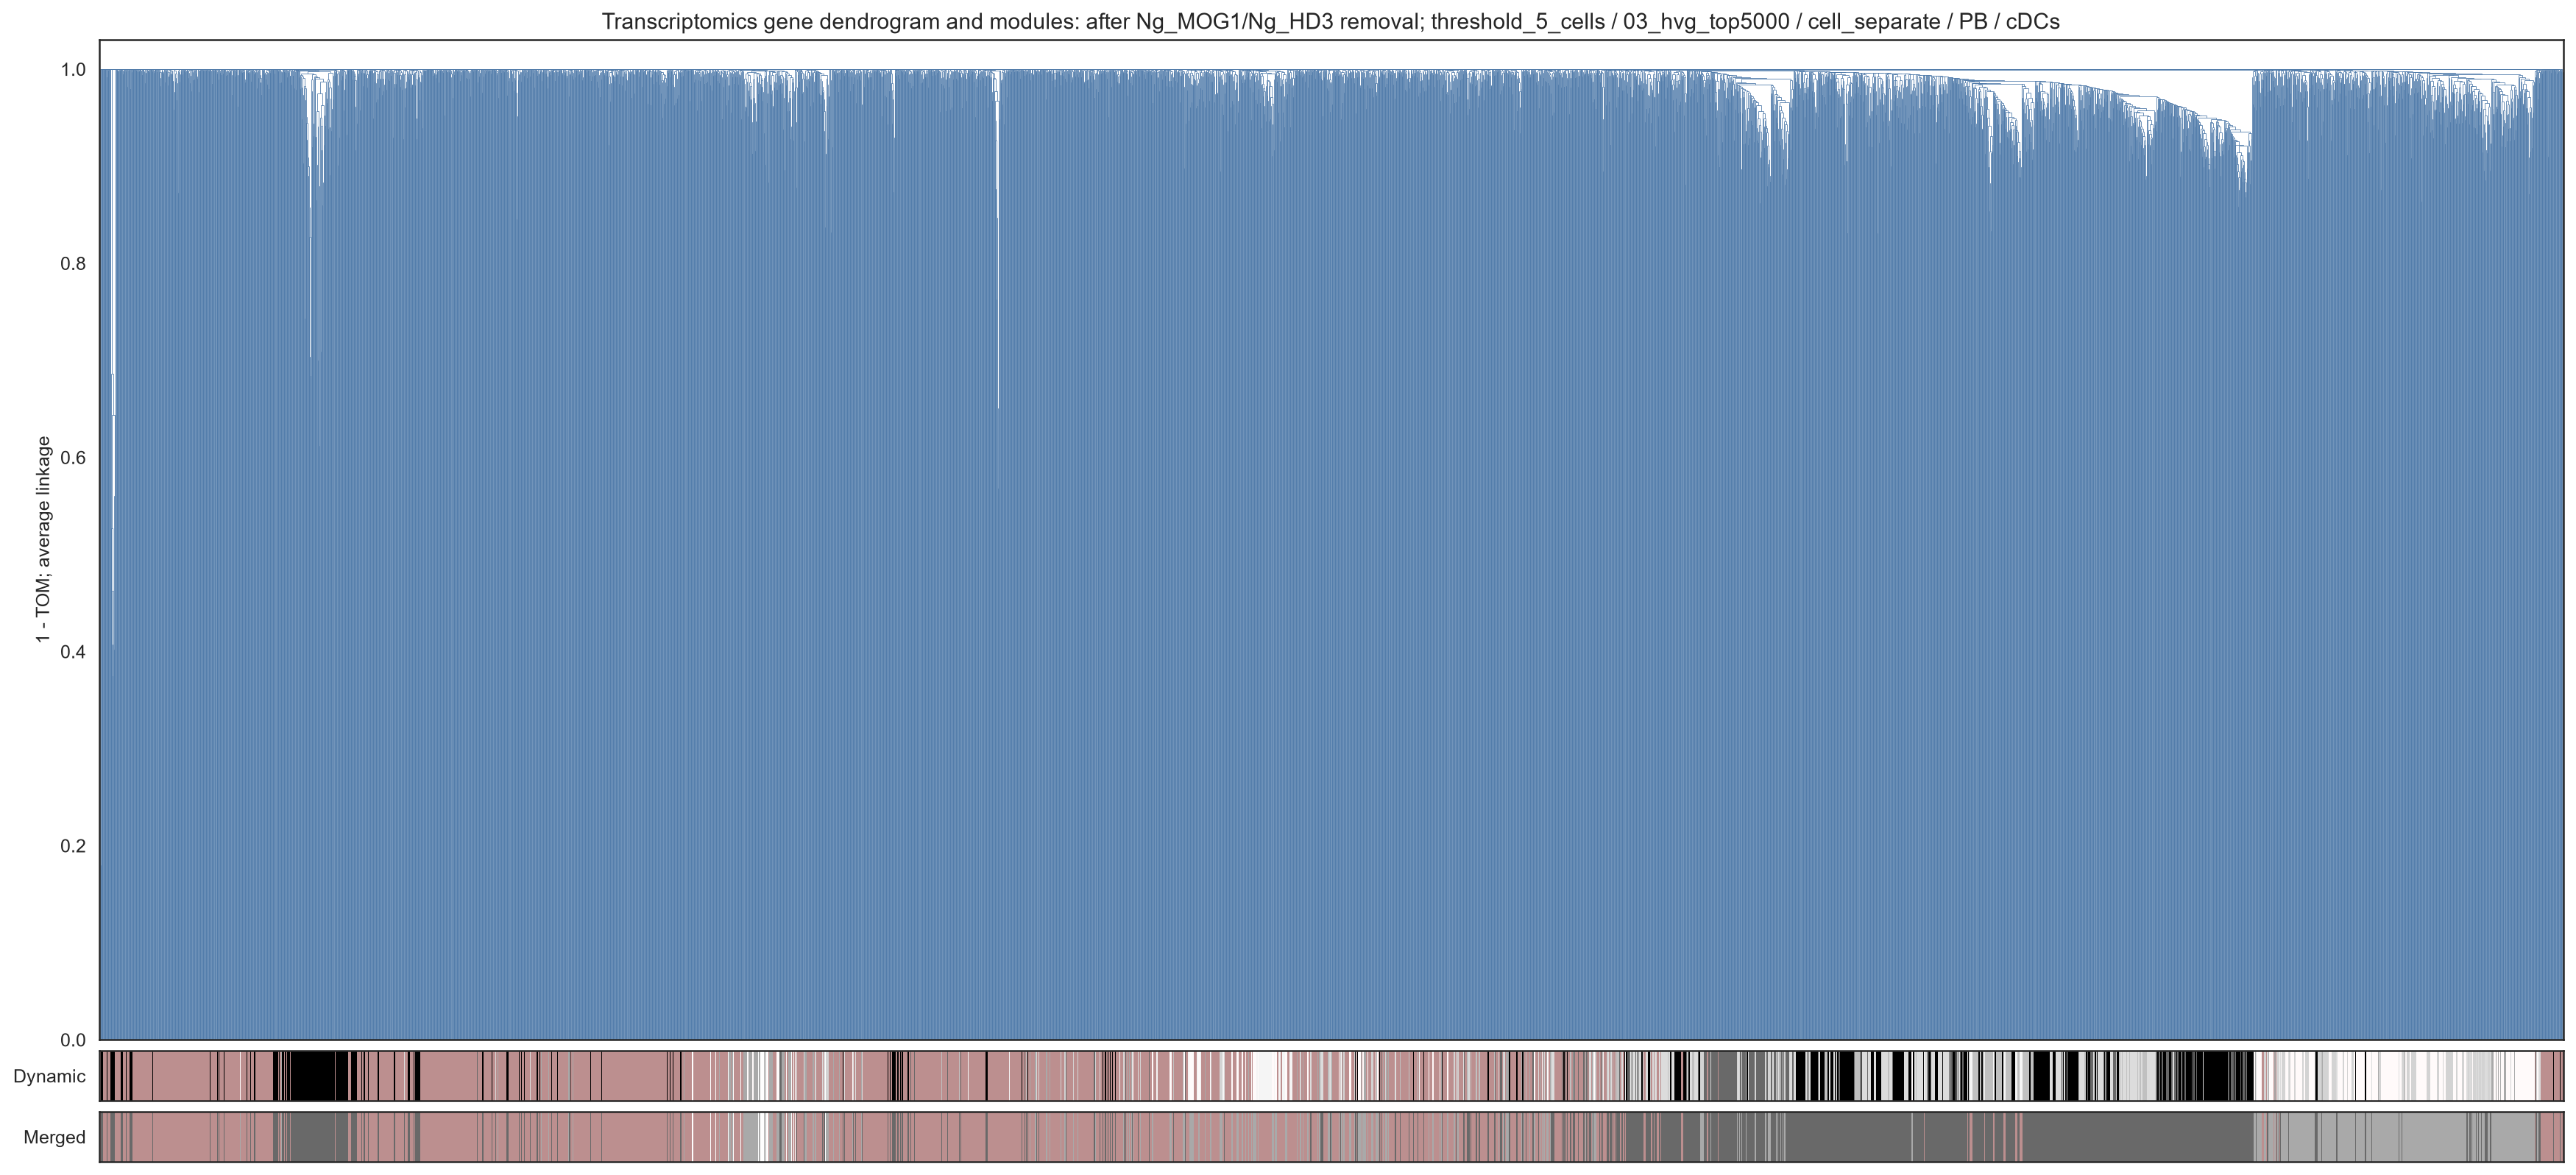 Transcriptomics gene dendrogram and modules: after Ng_MOG1/Ng_HD3 removal; threshold_5_cells / 03_hvg_top5000 / cell_separate / PB / cDCs
1.0
0.8
0.6
0.4
0.2
0.0
1 - TOM; average linkage
Dynamic
Merged